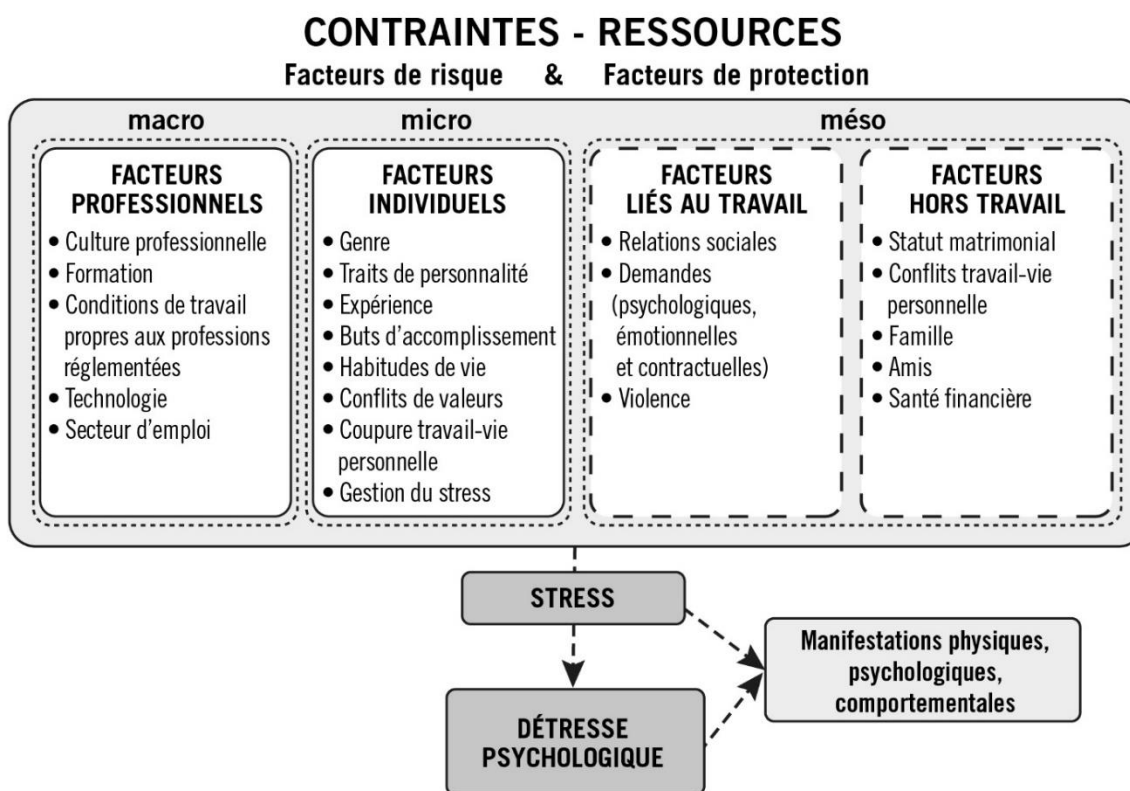 CONTRAINTES - RESSOURCES
Facteurs de risque & Facteurs de protection
macro
FACTEURS
PROFESSIONNELS
• Culture professionnelle
• Formation
• Conditions de travail
propres aux professions
réglementées
• Technologie
• Secteur d'emploi
micro
FACTEURS
INDIVIDUELS
• Genre
• Traits de personnalité
• Expérience
• Buts d'accomplissement
• Habitudes de vie
• Conflits de valeurs
• Coupure travail-vie
personnelle
• Gestion du stress
méso
FACTEURS
LIÉS AU TRAVAIL
• Relations sociales
• Demandes
(psychologiques,
émotionnelles
et contractuelles)
• Violence
FACTEURS
HORS TRAVAIL
• Statut matrimonial
• Conflits travail-vie
personnelle
• Famille
• Amis
• Santé financière
STRESS
Manifestations physiques,
psychologiques,
comportementales
DÉTRESSE
PSYCHOLOGIQUE